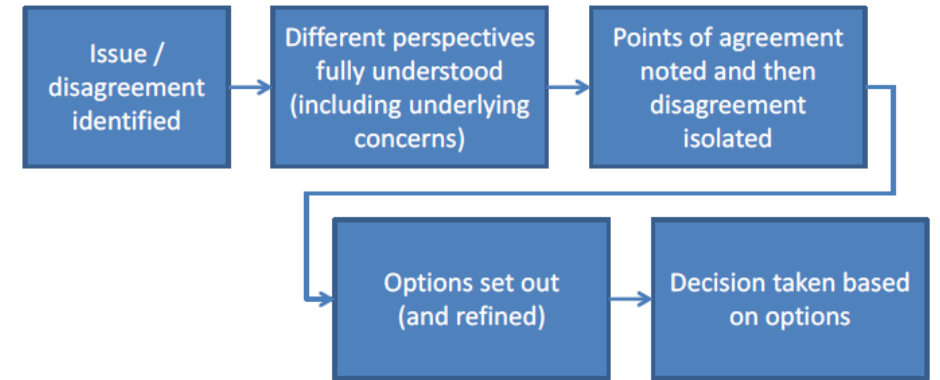 Issue /
disagreement
identified
Different perspectives
fully understood
(including underlying
concerns)
Points of agreement
noted and then
disagreement
isolated
Options set out
(and refined)
Decision taken based
on options